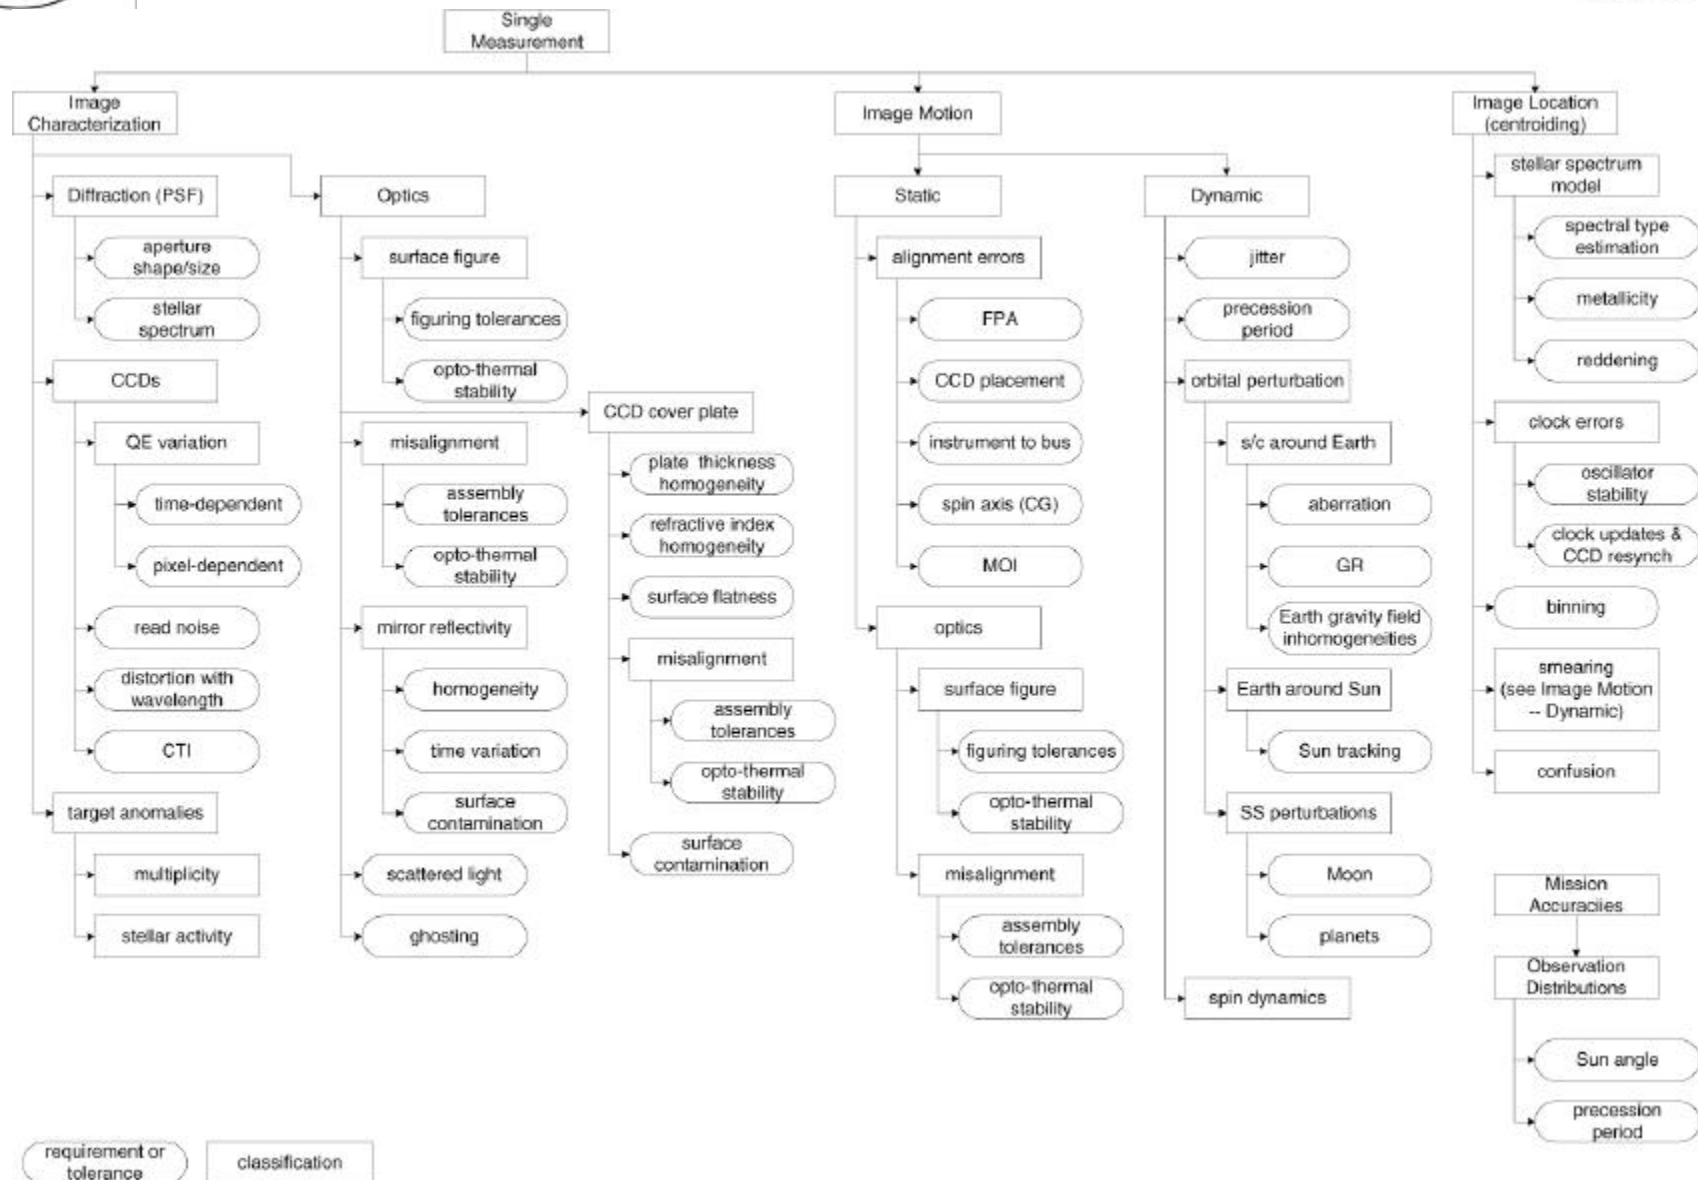 Single
Measurement
Image
Characterization
Diffraction (PSF)
aperture
shape/size
stellar
spectrum
CCDs
QE variation
time-dependent
pixel-dependent
read noise
distortion with
wavelength
CTI
target anomalies
multiplicity
stellar activity
Optics
surface figure
figuring tolerances
opto-thermal
stability
misalignment
assembly
tolerances
opto-thermal
stability
mirror reflectivity
homogeneity
time variation
surface
contamination
scattered light
ghosting
CCD cover plate
plate thickness
homogeneity
refractive index
homogeneity
surface flatness
misalignment
assembly
tolerances
opto-thermal
stability
surface
contamination
Image Motion
Static
alignment errors
FPA
CCD placement
instrument to bus
spin axis (CG)
MOI
optics
surface figure
figuring tolerances
opto-thermal
stability
misalignment
assembly
tolerances
opto-thermal
stability
Dynamic
jitter
precession
period
orbital perturbation
s/c around Earth
aberration
GR
Earth gravity field
inhomogeneities
Earth around Sun
Sun tracking
SS perturbations
Moon
planets
spin dynamics
Image Location
(centroiding)
stellar spectrum
model
spectral type
estimation
metallicity
reddening
clock errors
oscillator
stability
clock updates &
CCD resynch
binning
smearing
(see Image Motion
-- Dynamic)
confusion
Mission
Accuraciies
Observation
Distributions
Sun angle
precession
period
requirement or
tolerance
classification